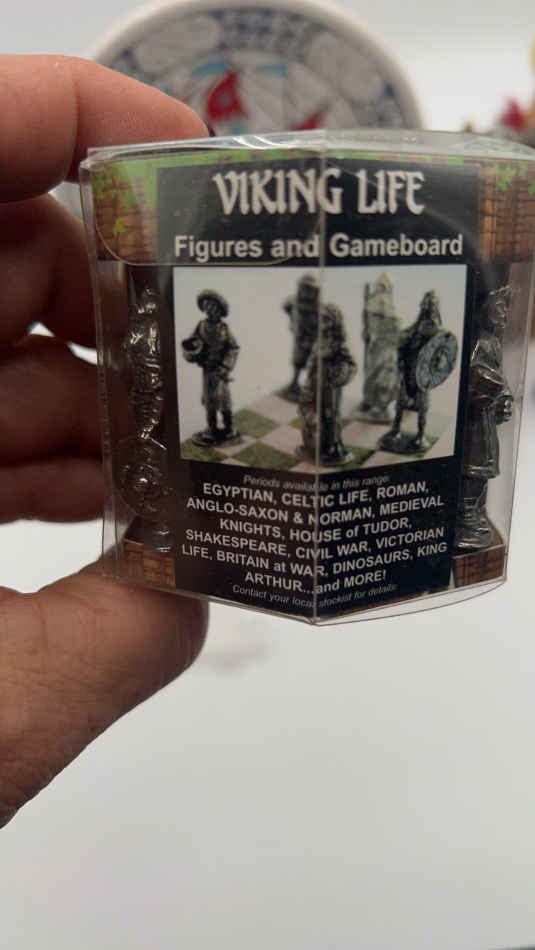 VIKING LIFE
Figures and Gameboard
Periods available in this range:
EGYPTIAN, CELTIC LIFE, ROMAN,
ANGLO-SAXON & NORMAN, MEDIEVAL
KNIGHTS, HOUSE of TUDOR,
SHAKESPEARE, CIVIL WAR, VICTORIAN
LIFE, BRITAIN at WAR, DINOSAURS, KING
ARTHUR...and MORE!
Contact your local stockist for details